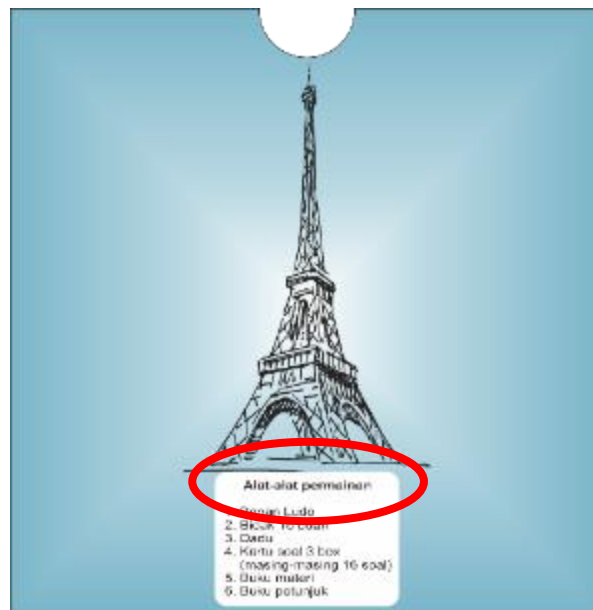 Alat-alat permainan
1. Papan Ludo
2. Bidak 16 buah
3. Dadu
4. Kartu soal 3 box
(masing-masing 16 soal)
5. Buku materi
6. Buku petunjuk